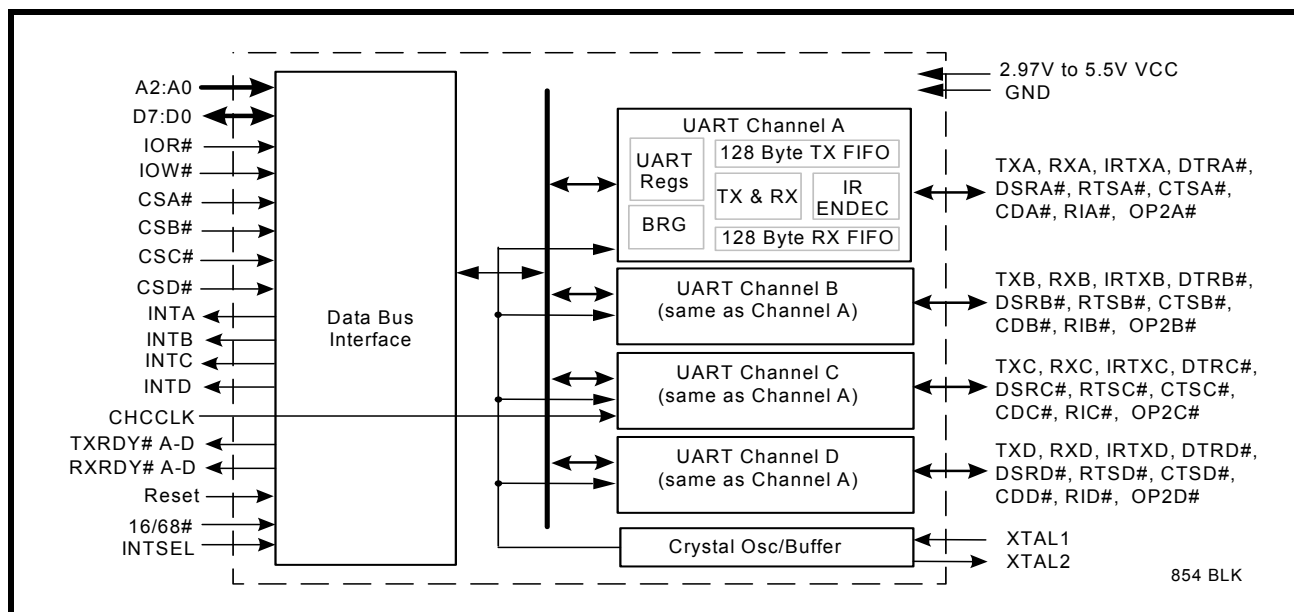 A2:A0
D7:D0
IOR#
IOW#
CSA#
CSB#
CSC#
CSD#
INTA
INTB
INTC
INTD
CHCCLK
TXRDY# A-D
RXRDY# A-D
Reset
16/68#
INTSEL
Data Bus
Interface
UART Channel A
UART
Regs
BRG
128 Byte TX FIFO
TX & RX
IR
ENDEC
128 Byte RX FIFO
UART Channel B
(same as Channel A)
UART Channel C
(same as Channel A)
UART Channel D
(same as Channel A)
Crystal Osc/Buffer
2.97V to 5.5V VCC
GND
TXA, RXA, IRTXA, DTRA#,
DSRA#, RTSA#, CTSA#,
CDA#, RIA#, OP2A#
TXB, RXB, IRTXB, DTRB#,
DSRB#, RTSB#, CTSB#,
CDB#, RIB#, OP2B#
TXC, RXC, IRTXC, DTRC#,
DSRC#, RTSC#, CTSC#,
CDC#, RIC#, OP2C#
TXD, RXD, IRTXD, DTRD#,
DSRD#, RTSD#, CTSD#,
CDD#, RID#, OP2D#
XTAL1
XTAL2
854 BLK